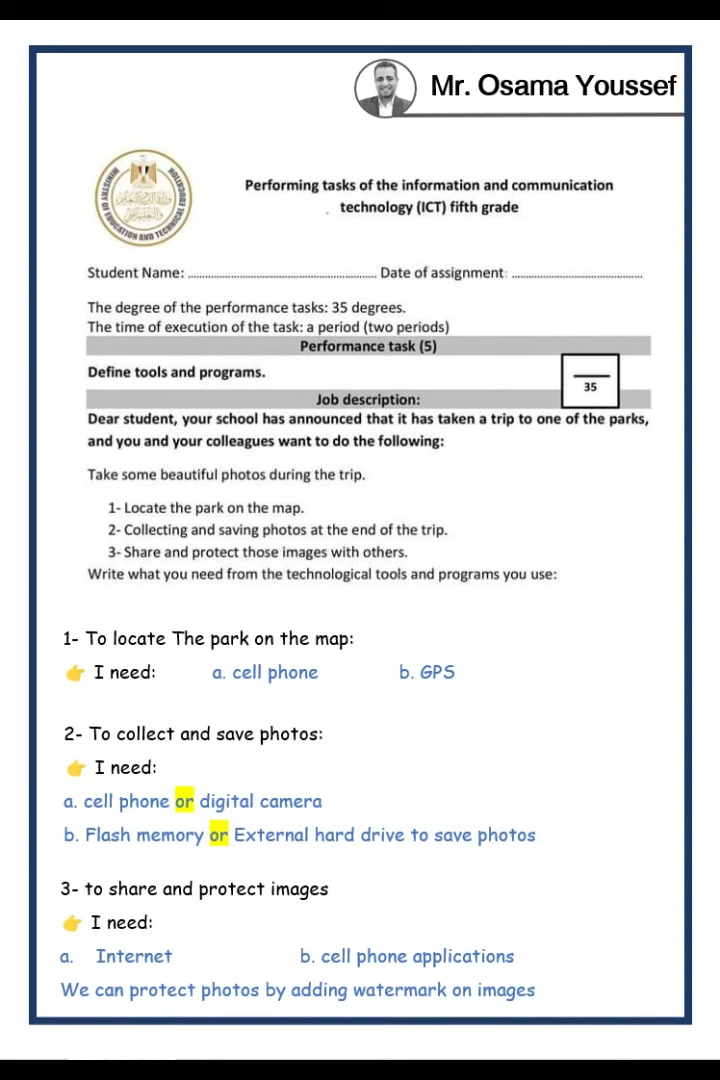 Mr. Osama Youssef
MINISTRY OF EDUCATION AND TECHNICAL EDUCATION
Performing tasks of the information and communication
technology (ICT) fifth grade
Student Name: ................................................................ Date of assignment: .............................................
The degree of the performance tasks: 35 degrees.
The time of execution of the task: a period (two periods)
Performance task (5)
Define tools and programs.
35
Job description:
Dear student, your school has announced that it has taken a trip to one of the parks,
and you and your colleagues want to do the following:
Take some beautiful photos during the trip.
1- Locate the park on the map.
2- Collecting and saving photos at the end of the trip.
3- Share and protect those images with others.
Write what you need from the technological tools and programs you use:
1- To locate The park on the map:
👉 I need: a. cell phone b. GPS
2- To collect and save photos:
👉 I need:
a. cell phone or digital camera
b. Flash memory or External hard drive to save photos
3- to share and protect images
👉 I need:
a. Internet b. cell phone applications
We can protect photos by adding watermark on images